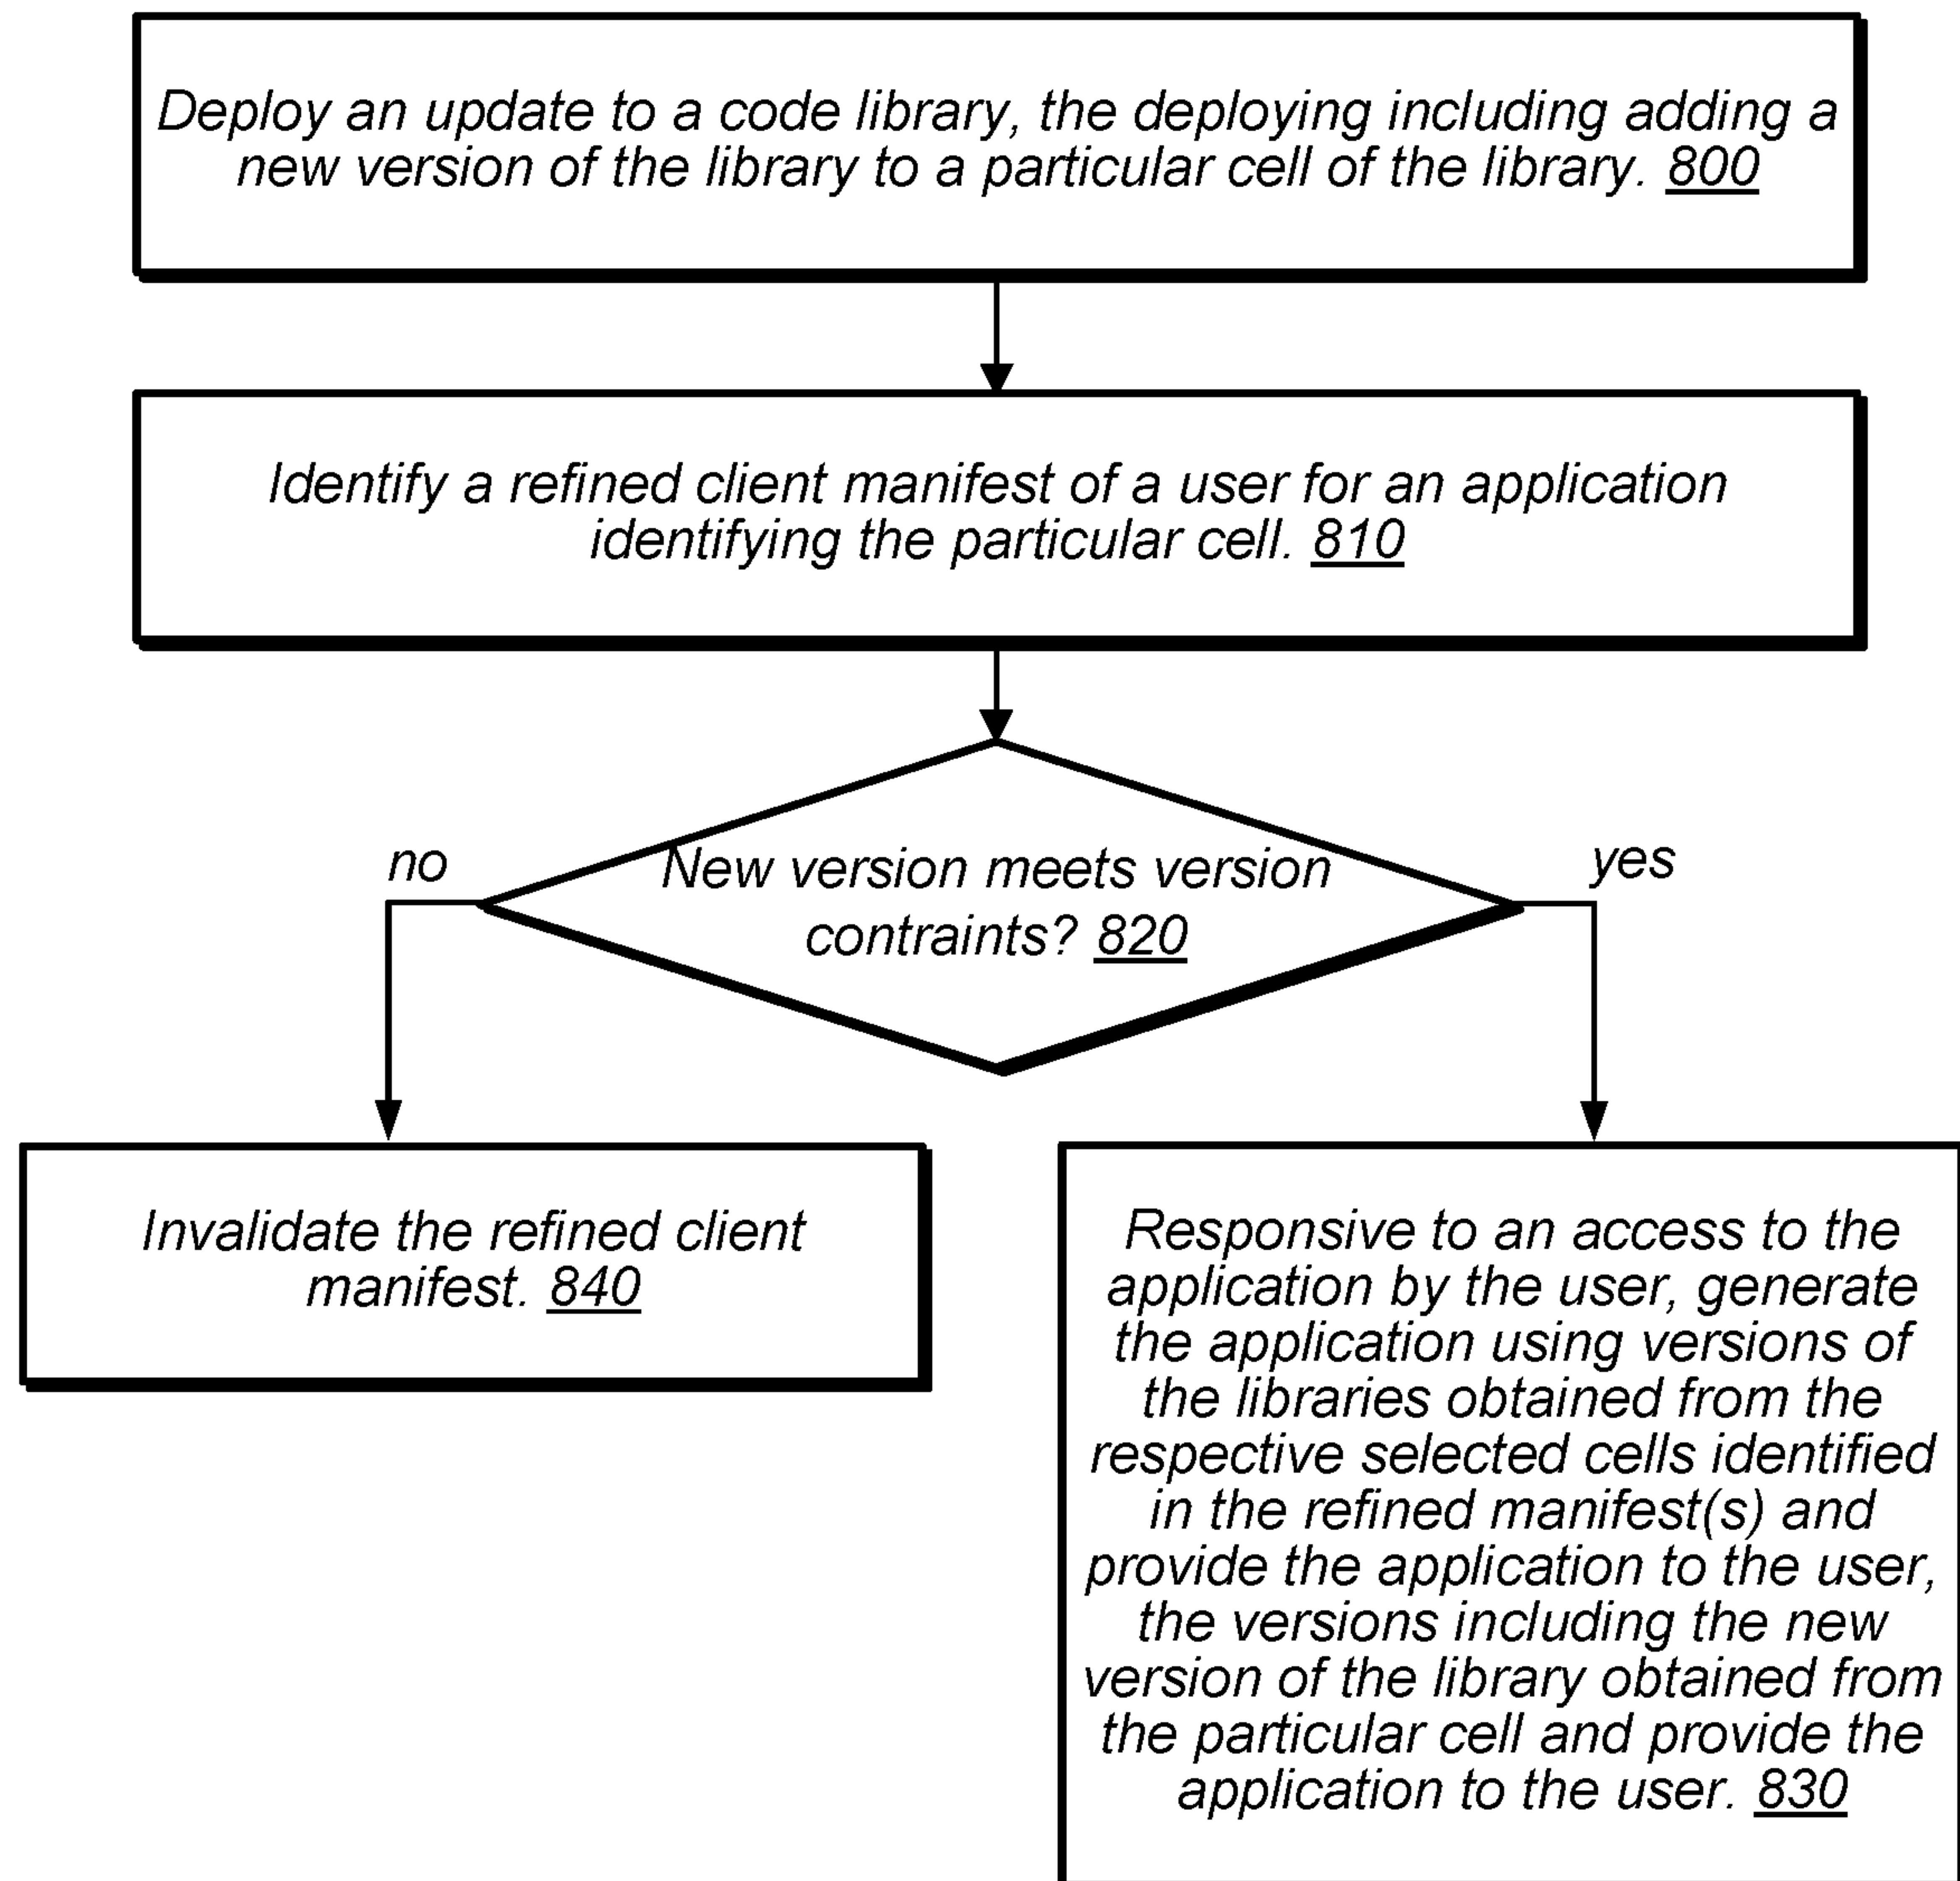 Deploy an update to a code library, the deploying including adding a
new version of the library to a particular cell of the library. 800
Identify a refined client manifest of a user for an application
identifying the particular cell. 810
no
New version meets version
contraints? 820
yes
Invalidate the refined client
manifest. 840
Responsive to an access to the
application by the user, generate
the application using versions of
the libraries obtained from the
respective selected cells identified
in the refined manifest(s) and
provide the application to the user,
the versions including the new
version of the library obtained from
the particular cell and provide the
application to the user. 830